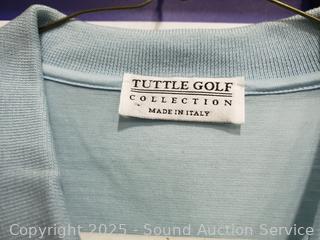 TUTTLE GOLF
COLLECTION
MADE IN ITALY
Copyright 2025 - Sound Auction Service